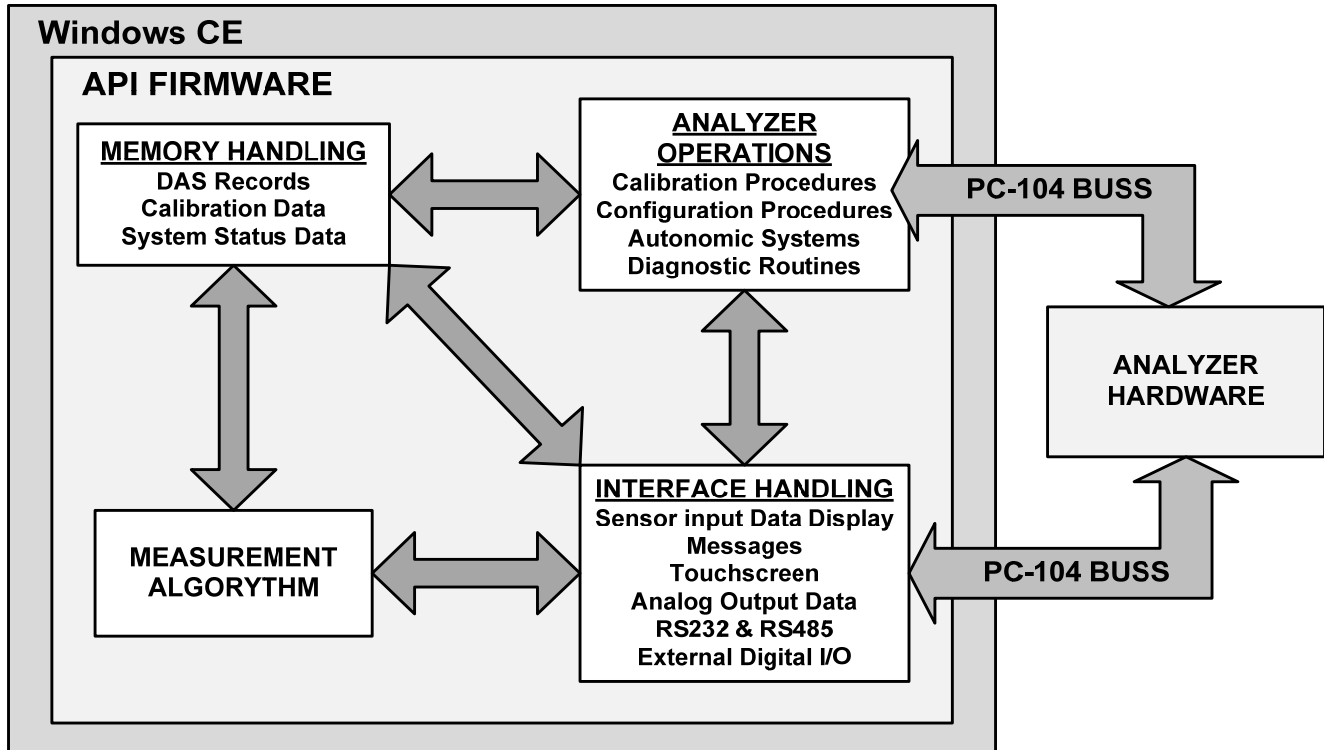 Windows CE
API FIRMWARE
MEMORY HANDLING
DAS Records
Calibration Data
System Status Data
ANALYZER
OPERATIONS
Calibration Procedures
Configuration Procedures
Autonomic Systems
Diagnostic Routines
PC-104 BUSS
ANALYZER
HARDWARE
MEASUREMENT
ALGORYTHM
INTERFACE HANDLING
Sensor input Data Display
Messages
Touchscreen
Analog Output Data
RS232 & RS485
External Digital I/O
PC-104 BUSS